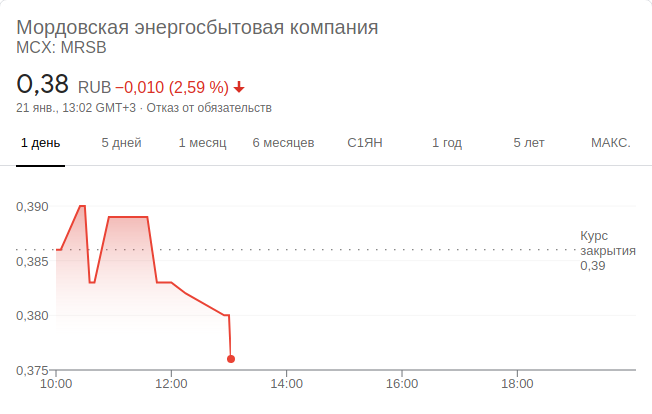 Мордовская энергосбытовая компания
MCX: MRSB
0,38 RUB −0,010 (2,59 %)
21 янв., 13:02 GMT+3 · Отказ от обязательств
1 день 5 дней 1 месяц 6 месяцев С1ЯН 1 год 5 лет МАКС.
0,390
Курс
закрытия
0,385
0,39
0,380
0,375
10:00 12:00 14:00 16:00 18:00